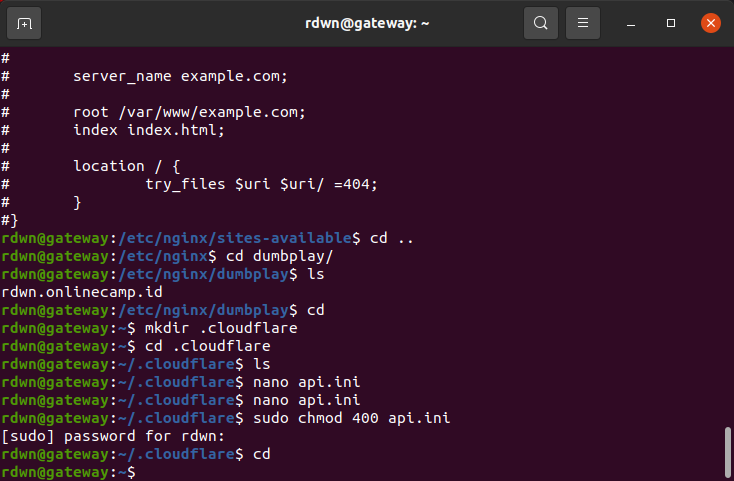 rdwn@gateway: ~
#
#       server_name example.com;
#
#       root /var/www/example.com;
#       index index.html;
#
#       location / {
#               try_files $uri $uri/ =404;
#       }
#}
rdwn@gateway:/etc/nginx/sites-available$ cd ..
rdwn@gateway:/etc/nginx$ cd dumbplay/
rdwn@gateway:/etc/nginx/dumbplay$ ls
rdwn.onlinecamp.id
rdwn@gateway:/etc/nginx/dumbplay$ cd
rdwn@gateway:~$ mkdir .cloudflare
rdwn@gateway:~$ cd .cloudflare
rdwn@gateway:~/.cloudflare$ ls
rdwn@gateway:~/.cloudflare$ nano api.ini
rdwn@gateway:~/.cloudflare$ nano api.ini
rdwn@gateway:~/.cloudflare$ sudo chmod 400 api.ini
[sudo] password for rdwn:
rdwn@gateway:~/.cloudflare$ cd
rdwn@gateway:~$